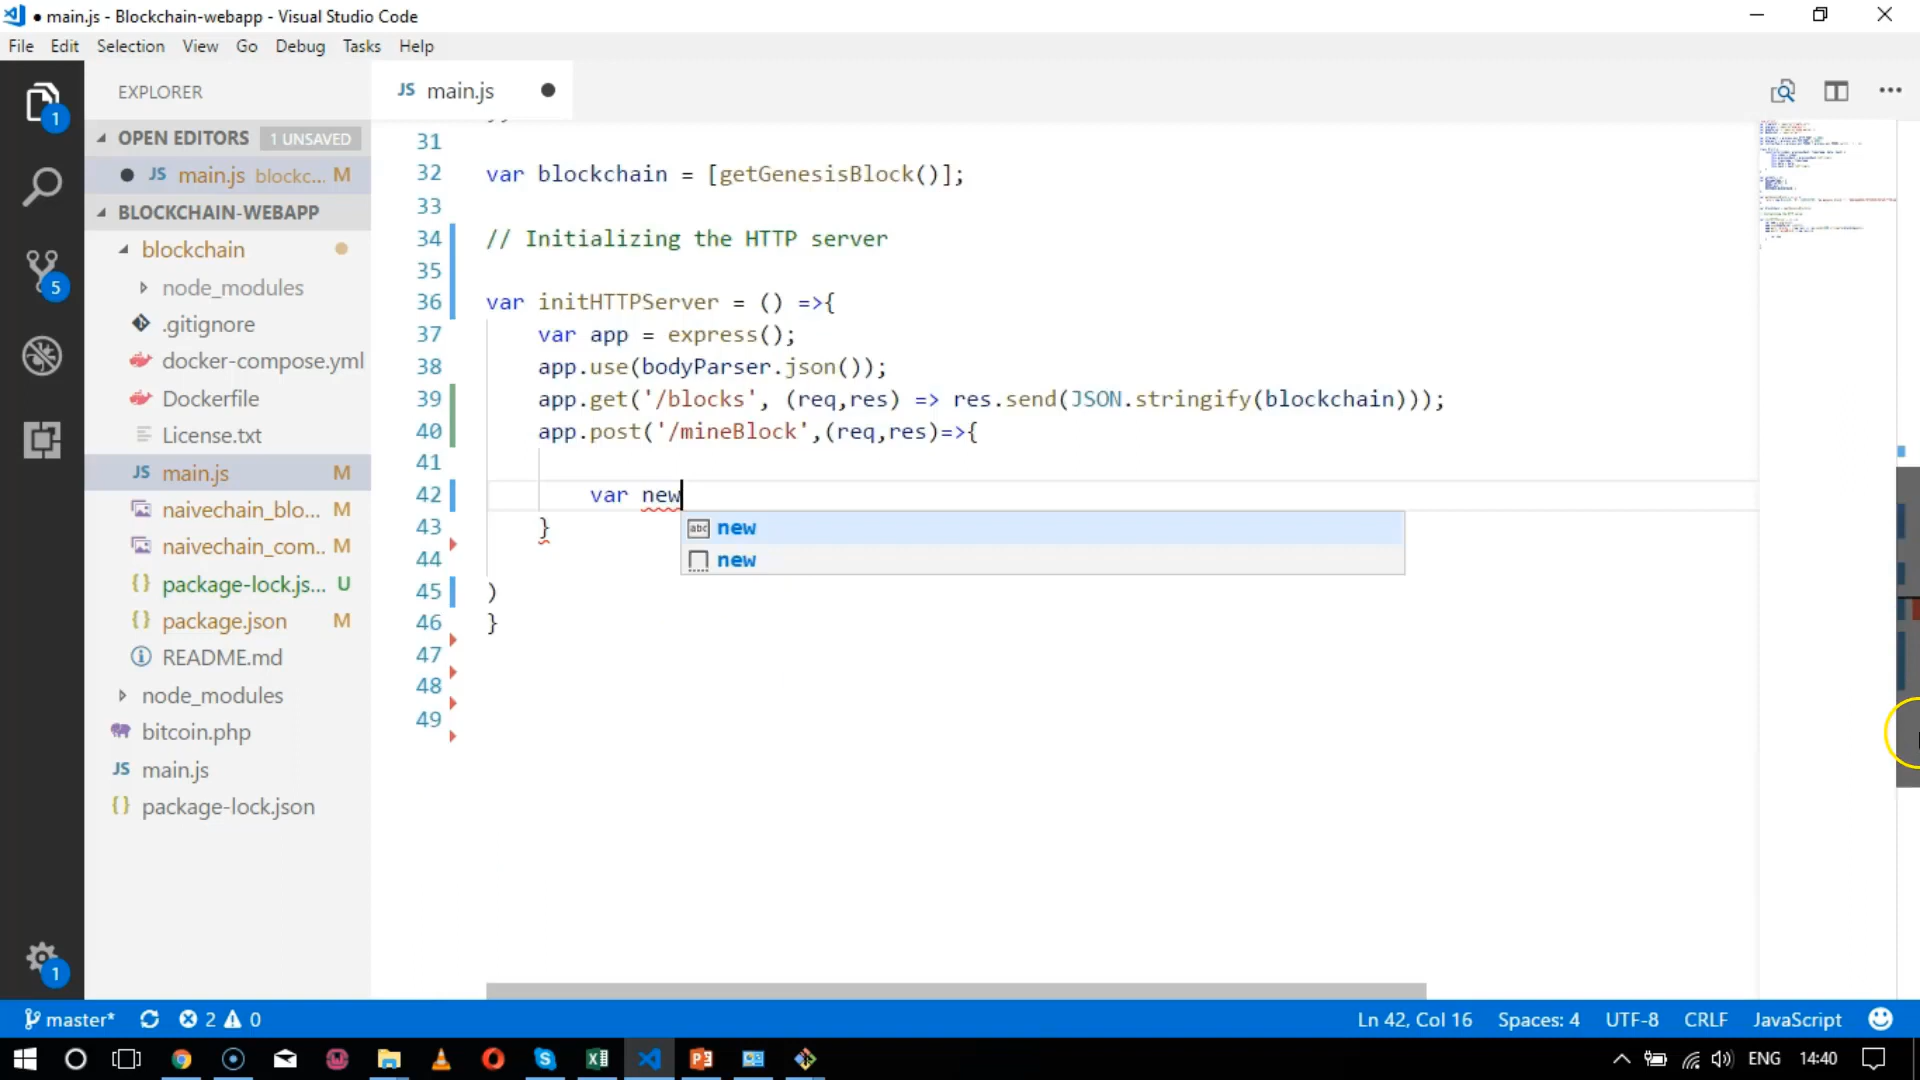 main.js - Blockchain-webapp - Visual Studio Code
File Edit Selection View Go Debug Tasks Help
EXPLORER
OPEN EDITORS 1 UNSAVED
JS main.js blockc... M
BLOCKCHAIN-WEBAPP
blockchain
node_modules
.gitignore
docker-compose.yml
Dockerfile
License.txt
JS main.js M
naivechain_blo... M
naivechain_com.. M
{} package-lock.js... U
{} package.json M
README.md
node_modules
bitcoin.php
JS main.js
{} package-lock.json
1
5
1
JS main.js
31
32 var blockchain = [getGenesisBlock()];
33
34 // Initializing the HTTP server
35
36 var initHTTPServer = () =>{
37 var app = express();
38 app.use(bodyParser.json());
39 app.get('/blocks', (req,res) => res.send(JSON.stringify(blockchain)));
40 app.post('/mineBlock',(req,res)=>{
41
42 var new
43 }
44
45 )
46 }
47
48
49
abc new
new
master* 2 0 Ln 42, Col 16 Spaces: 4 UTF-8 CRLF JavaScript
ENG 14:40